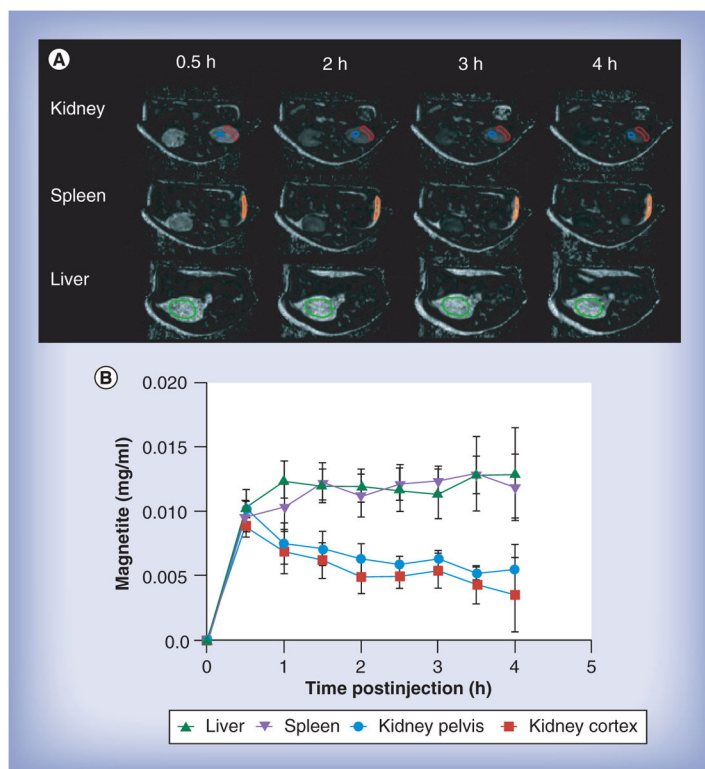 A
0.5 h 2 h 3 h 4 h
Kidney
Spleen
Liver
B
0.020
0.015
0.010
0.005
0.0
Magnetite (mg/ml)
0 1 2 3 4 5
Time postinjection (h)
Liver Spleen Kidney pelvis Kidney cortex